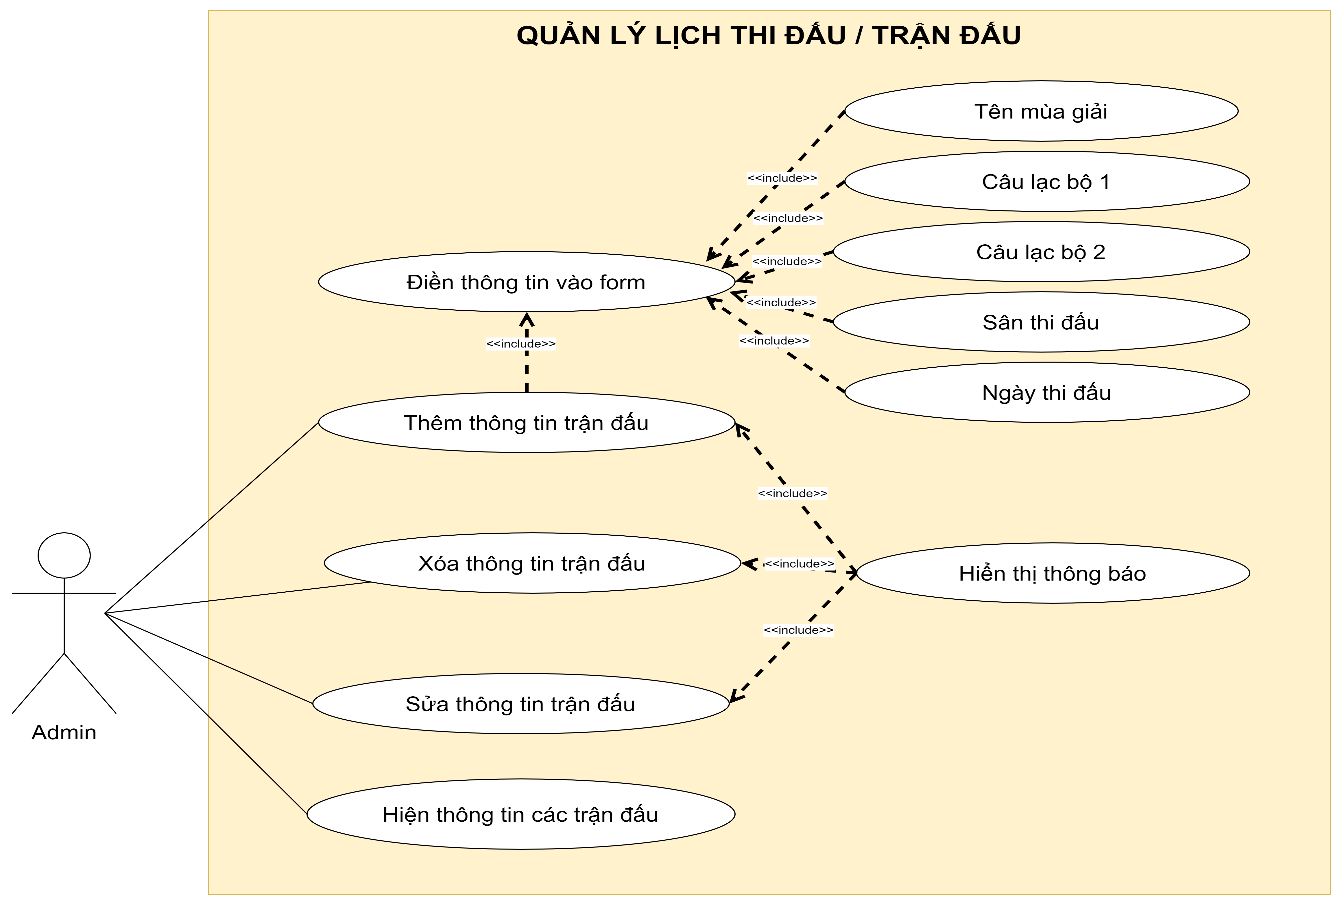 QUẢN LÝ LỊCH THI ĐẤU / TRẬN ĐẤU
Tên mùa giải
<<include>>
Câu lạc bộ 1
<<include>>
Câu lạc bộ 2
<<include>>
Điền thông tin vào form
<<include>>
Sân thi đấu
<<include>>
<<include>>
Ngày thi đấu
Thêm thông tin trận đấu
<<include>>
Xóa thông tin trận đấu
<<include>>
Hiển thị thông báo
<<include>>
Sửa thông tin trận đấu
Admin
Hiện thông tin các trận đấu